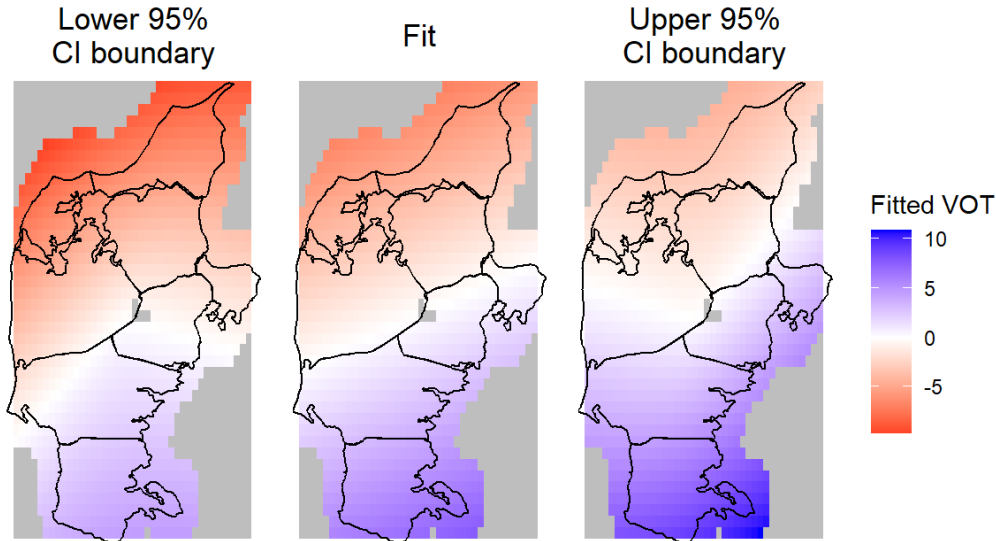 Lower 95%
CI boundary
Fit
Upper 95%
CI boundary
Fitted VOT
10
5
0
-5